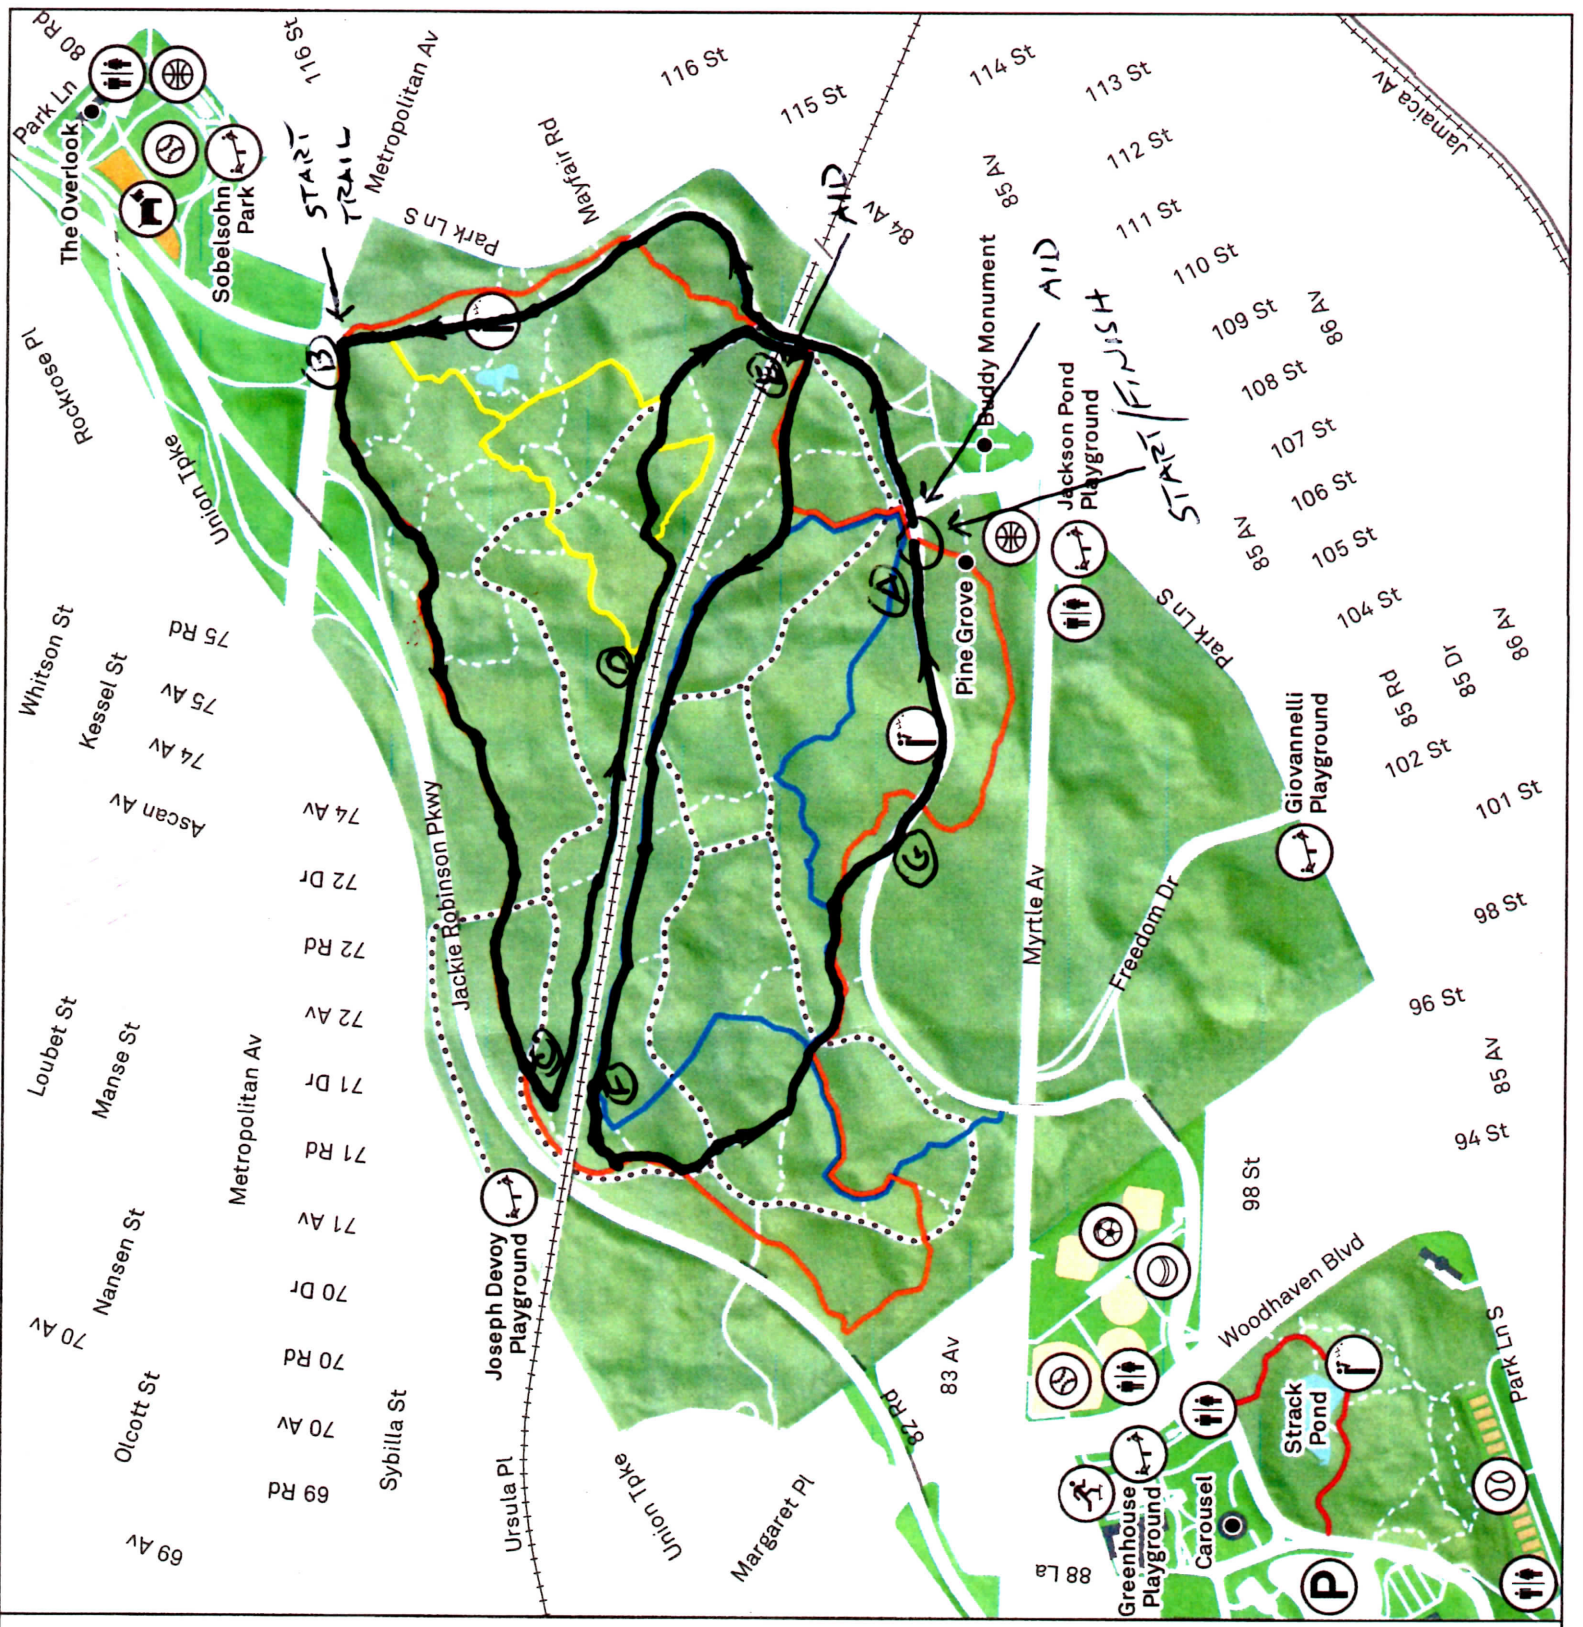 80 Rd
Park Ln
The Overlook
Sobelsohn
Park
116 St
START
TRAIL
Metropolitan Av
Park Ln S
Mayfair Rd
116 St
115 St
AID
84 Av
85 Av
114 St
113 St
112 St
111 St
110 St
109 St
86 Av
108 St
107 St
106 St
85 Av
105 St
104 St
86 Av
85 Dr
85 Rd
102 St
101 St
98 St
96 St
85 Av
94 St
Jamaica Av
Buddy Monument
AID
START/FINISH
Jackson Pond
Playground
Pine Grove
Park Ln S
Giovannelli
Playground
Rockrose Pl
Union Tpke
B
E
A
D
G
C
F
Whitson St
75 Rd
Kessel St
75 Av
74 Av
Ascan Av
74 Av
72 Dr
72 Rd
72 Av
71 Dr
71 Rd
71 Av
70 Dr
70 Rd
70 Av
69 Rd
Jackie Robinson Pkwy
Myrtle Av
Freedom Dr
Loubet St
Manse St
Metropolitan Av
Nansen St
70 Av
Olcott St
Sybilla St
69 Av
Joseph Devoy
Playground
Ursula Pl
Union Tpke
Margaret Pl
82 Rd
83 Av
98 St
Woodhaven Blvd
Strack
Pond
Park Ln S
Greenhouse
Playground
Carousel
88 La
P